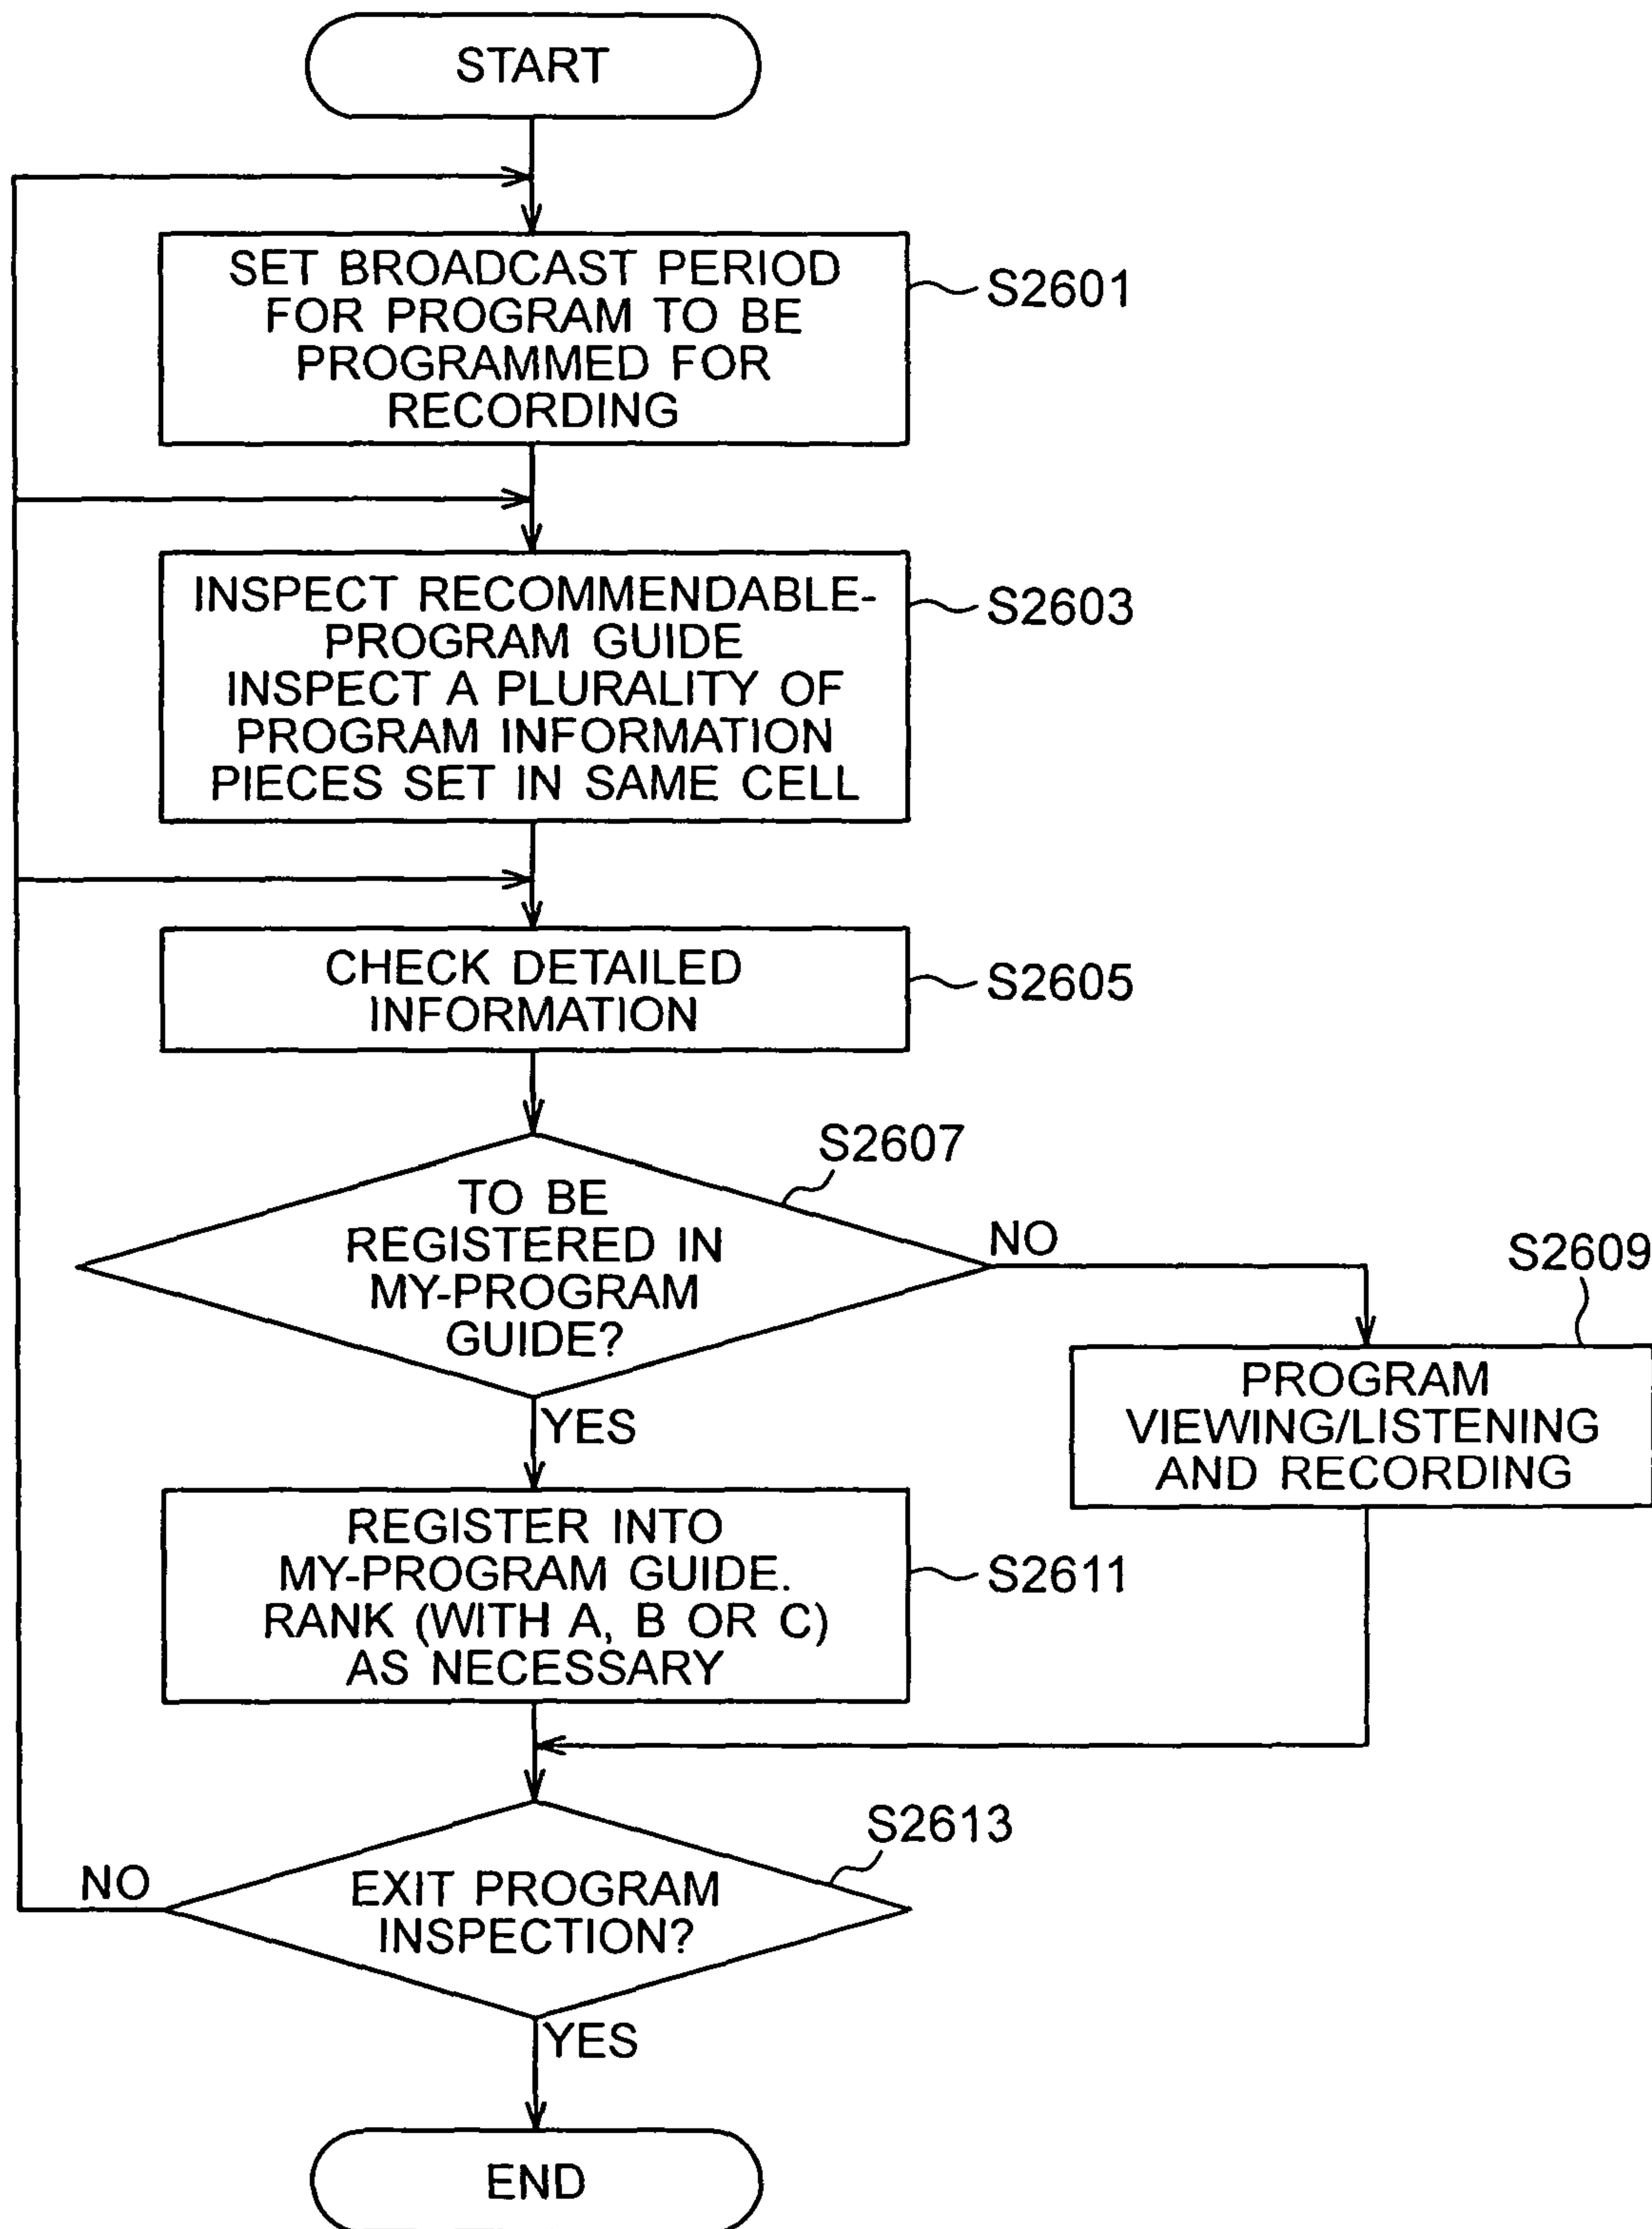 START
SET BROADCAST PERIOD
FOR PROGRAM TO BE
PROGRAMMED FOR
RECORDING
S2601
INSPECT RECOMMENDABLE-
PROGRAM GUIDE
INSPECT A PLURALITY OF
PROGRAM INFORMATION
PIECES SET IN SAME CELL
S2603
CHECK DETAILED
INFORMATION
S2605
TO BE
REGISTERED IN
MY-PROGRAM
GUIDE?
S2607
NO
S2609
PROGRAM
VIEWING/LISTENING
AND RECORDING
YES
REGISTER INTO
MY-PROGRAM GUIDE.
RANK (WITH A, B OR C)
AS NECESSARY
S2611
EXIT PROGRAM
INSPECTION?
S2613
NO
YES
END